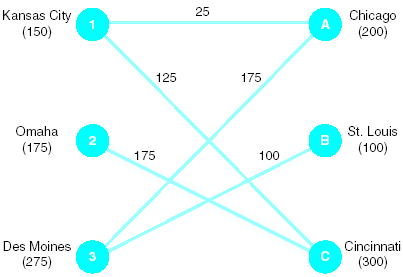 Kansas City
(150)
1
25
A
Chicago
(200)
125
175
Omaha
(175)
2
175
100
B
St. Louis
(100)
Des Moines
(275)
3
C
Cincinnati
(300)